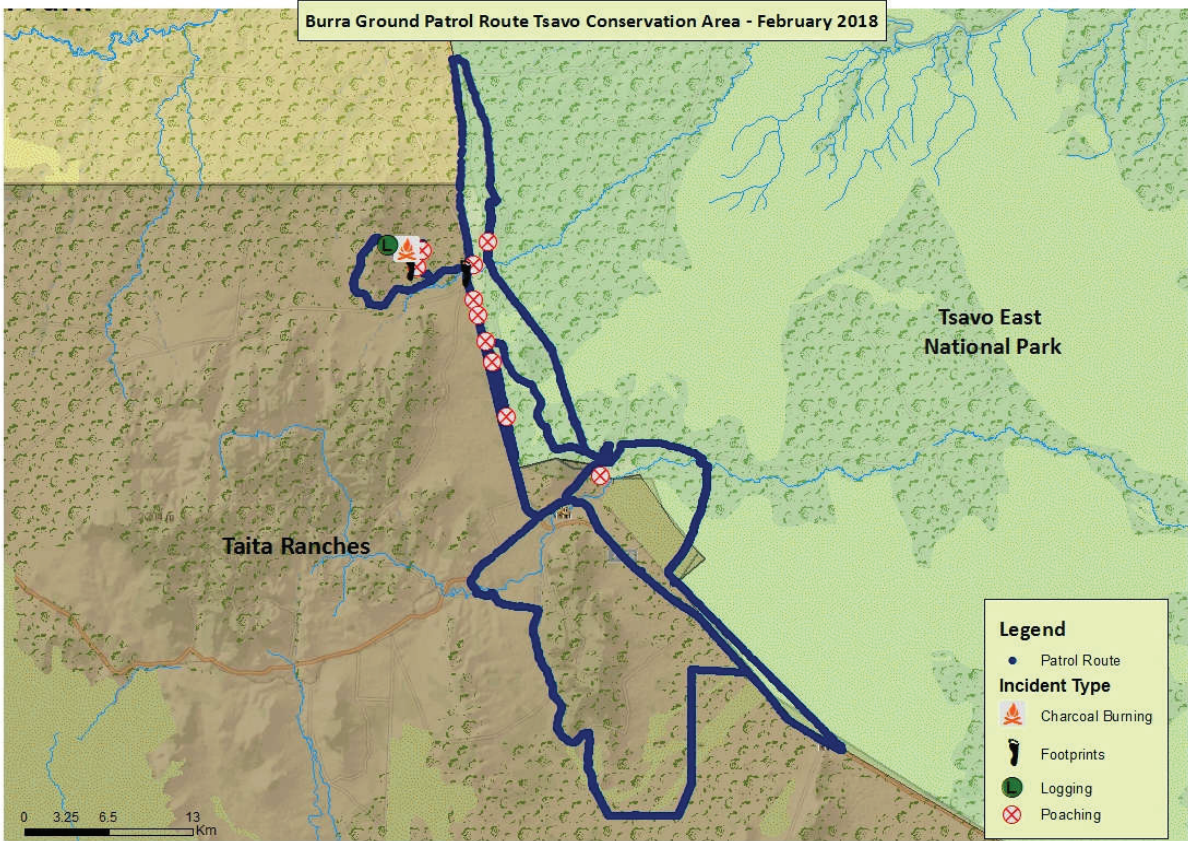 Burra Ground Patrol Route Tsavo Conservation Area - February 2018
Tsavo East
National Park
Taita Ranches
Legend
Patrol Route
Incident Type
Charcoal Burning
Footprints
L
Logging
Poaching
L
0 3.25 6.5 13
Km